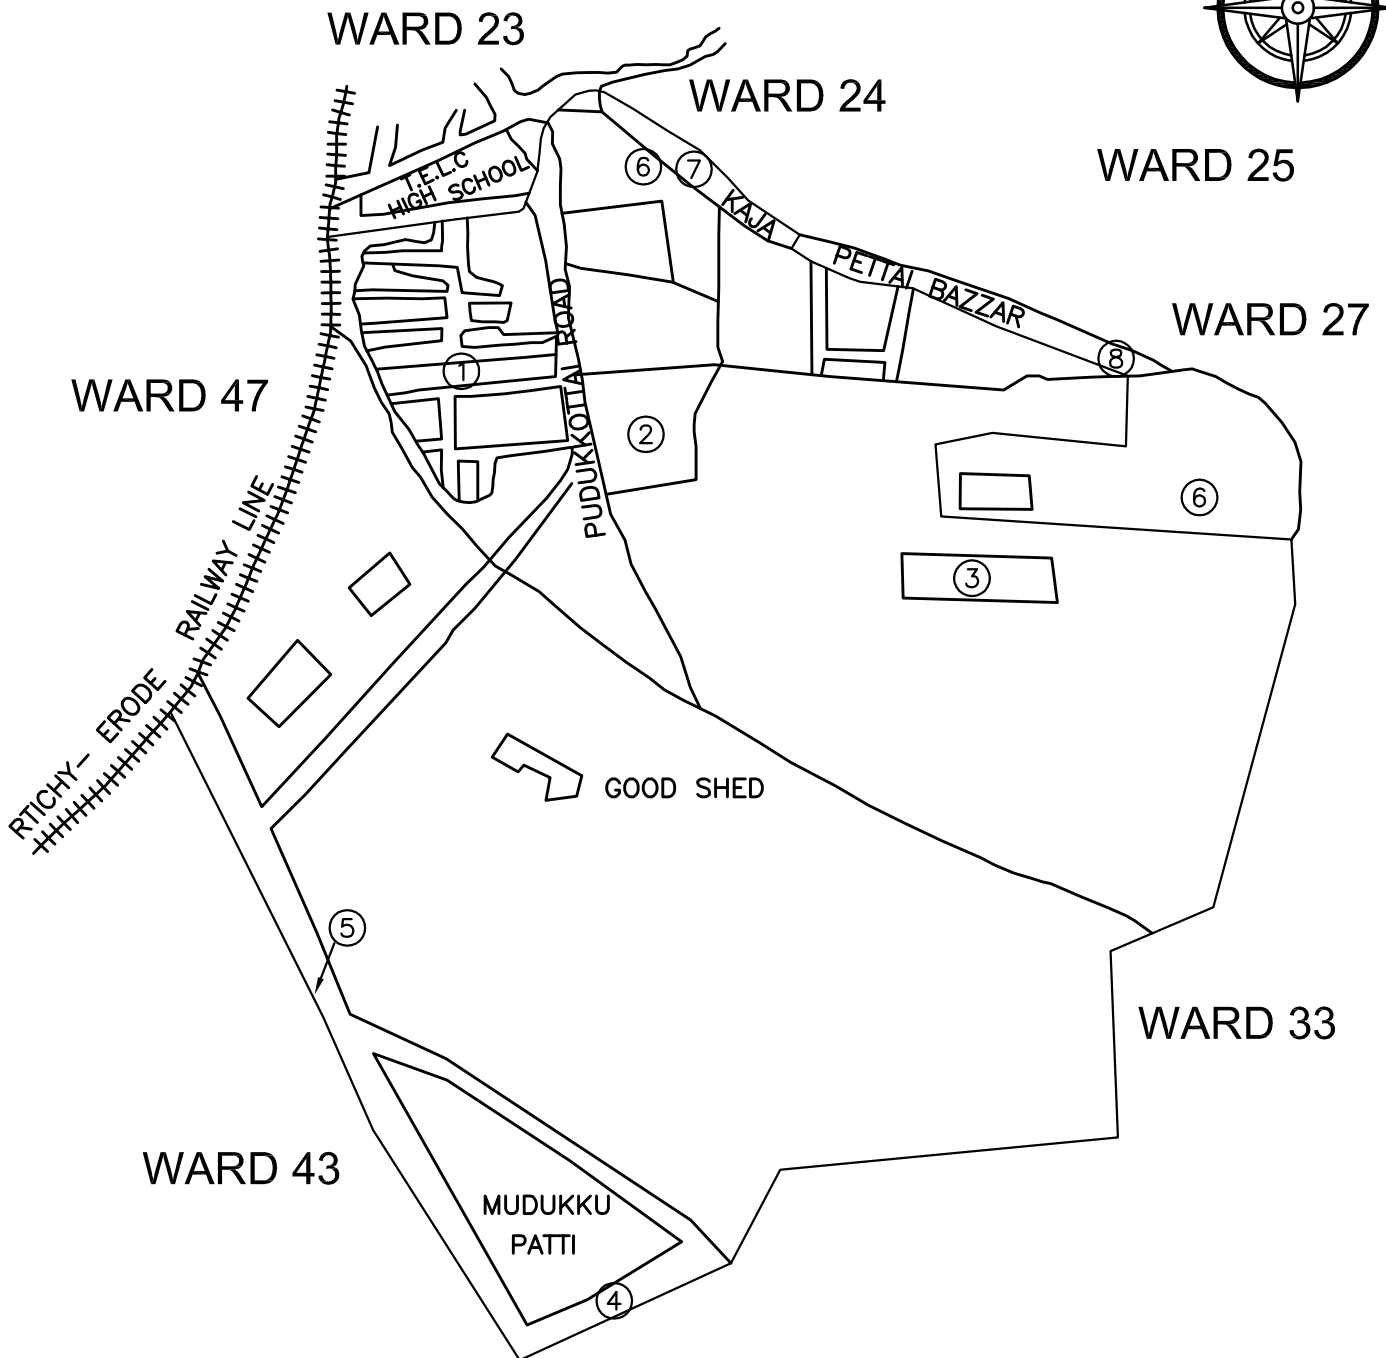 WARD 23
WARD 24
WARD 25
T.E.L.C
HIGH SCHOOL
6
7
KAJA
PETTAI BAZZAR
WARD 27
8
WARD 47
1
PUDUKKOTAI ROAD
2
6
3
RTICHY- ERODE RAILWAY LINE
GOOD SHED
5
WARD 33
WARD 43
MUDUKKU
PATTI
4